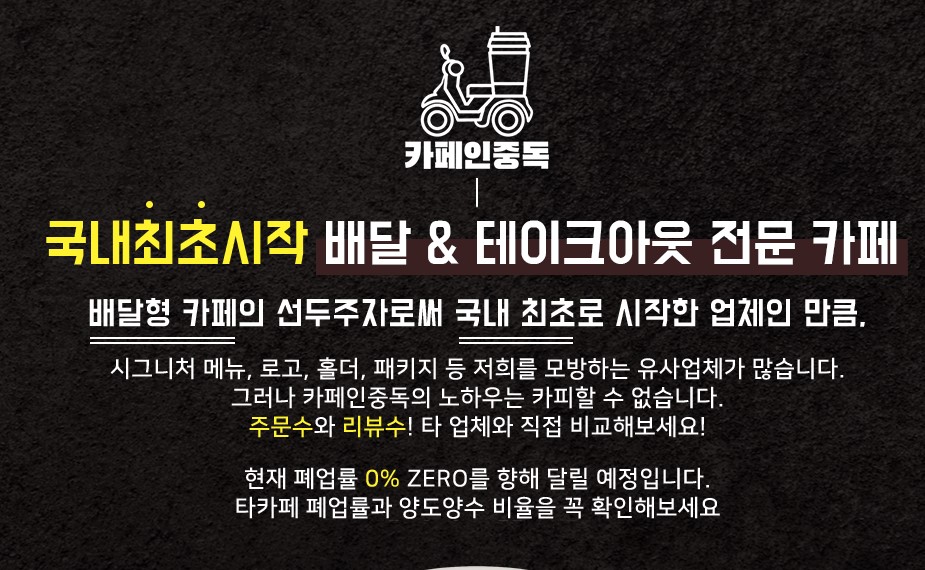 카페인중독
국내최초시작 배달 & 테이크아웃 전문 카페
배달형 카페의 선두주자로써 국내 최초로 시작한 업체인 만큼,
시그니처 메뉴, 로고, 홀더, 패키지 등 저희를 모방하는 유사업체가 많습니다.
그러나 카페인중독의 노하우는 카피할 수 없습니다.
주문수와 리뷰수! 타 업체와 직접 비교해보세요!
현재 폐업률 0% ZERO를 향해 달릴 예정입니다.
타카페 폐업률과 양도양수 비율을 꼭 확인해보세요